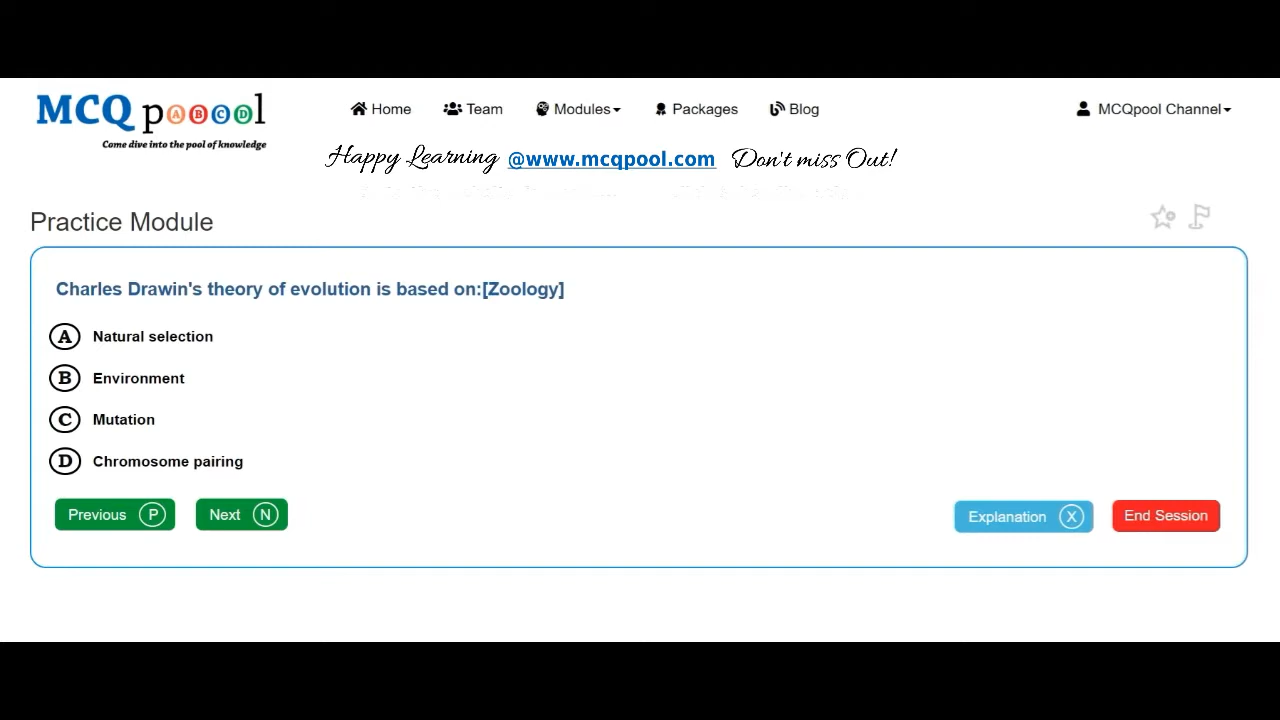 MCQ pooool
Come dive into the pool of knowledge
Home Team Modules Packages Blog MCQpool Channel
Happy Learning @www.mcqpool.com Don't miss Out!
Practice Module
Charles Drawin's theory of evolution is based on:[Zoology]
A Natural selection
B Environment
C Mutation
D Chromosome pairing
Previous P Next N Explanation X End Session